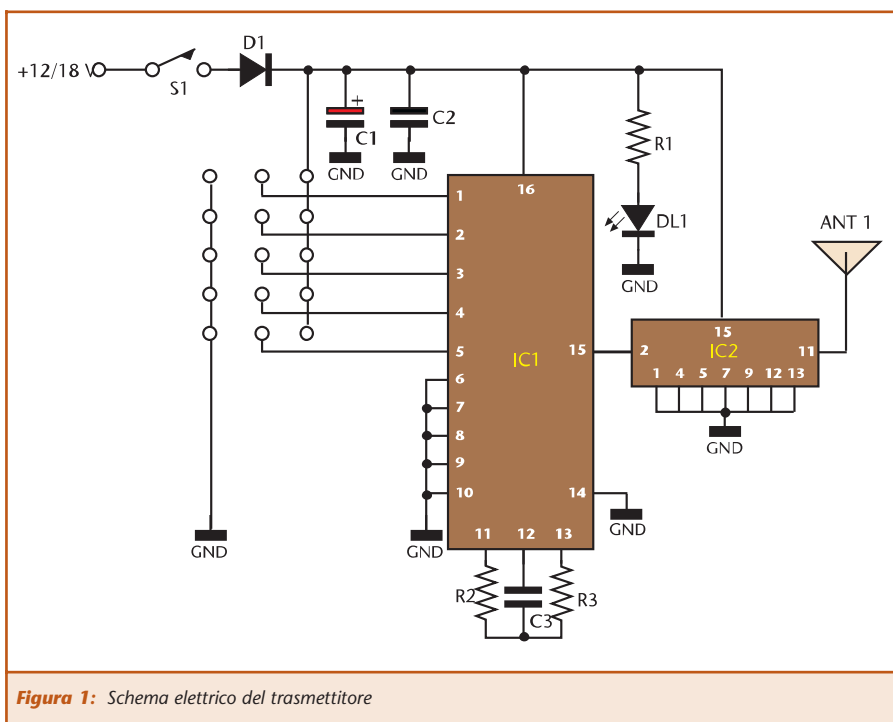 +12/18 V
S1
D1
+
C1
GND
C2
GND
R1
DL1
GND
ANT 1
16
1
2
3
4
5
6
7
8
9
10
IC1
15
14
GND
11 12 13
2
15
IC2
11
1 4 5 7 9 12 13
GND
GND
GND
R2
C3
R3
Figura 1: Schema elettrico del trasmettitore